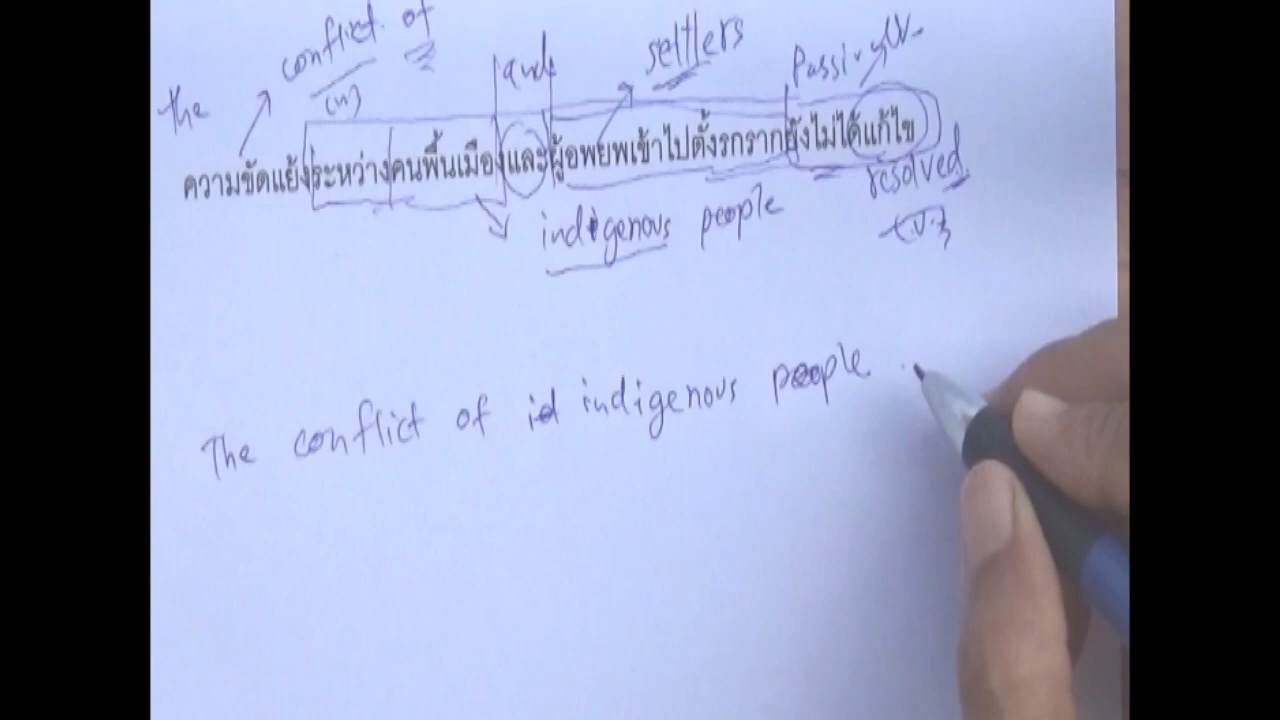 the conflict of
(n)
and settlers Passive V.
ความขัดแย้งระหว่างคนพื้นเมืองและผู้อพยพเข้าไปตั้งรกรากยังไม่ได้แก้ไข
indigenous people resolved
The conflict of id indigenous people